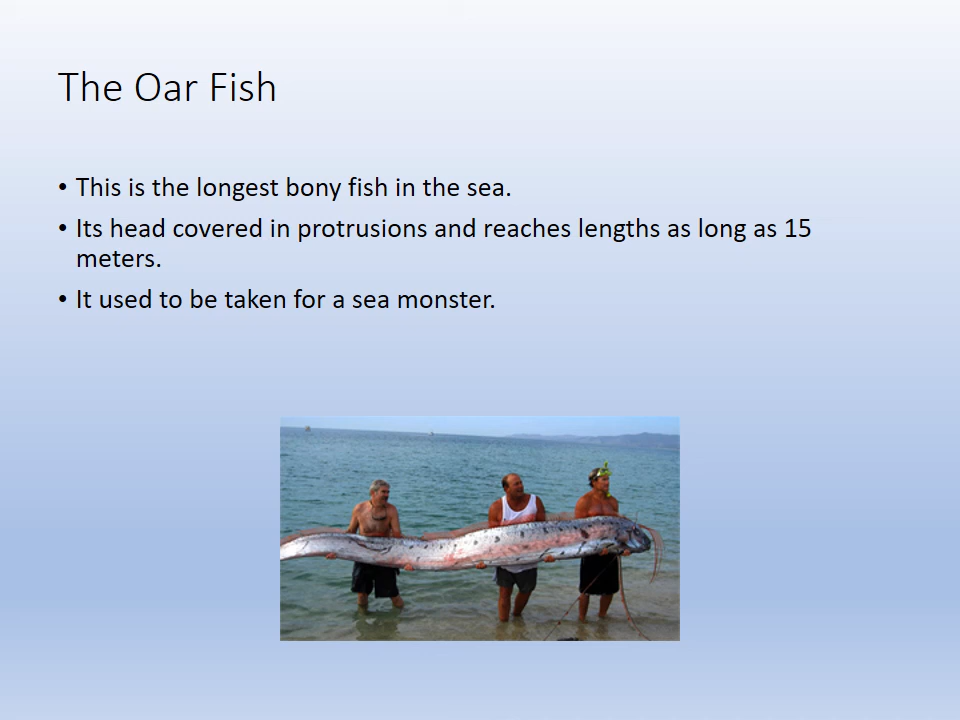 The Oar Fish
• This is the longest bony fish in the sea.
• Its head covered in protrusions and reaches lengths as long as 15
meters.
• It used to be taken for a sea monster.